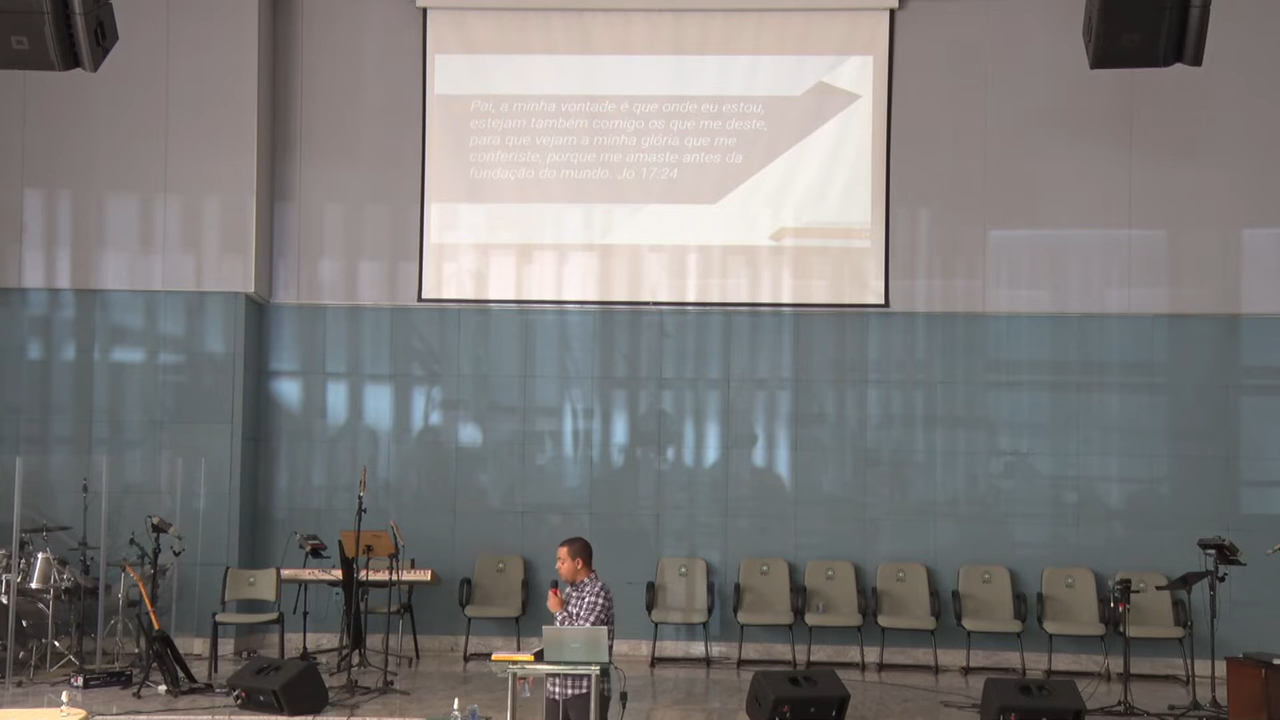 Pai, a minha vontade é que onde eu estou,
estejam também comigo os que me deste,
para que vejam a minha glória que me
conferiste, porque me amaste antes da
fundação do mundo. Jo 17:24